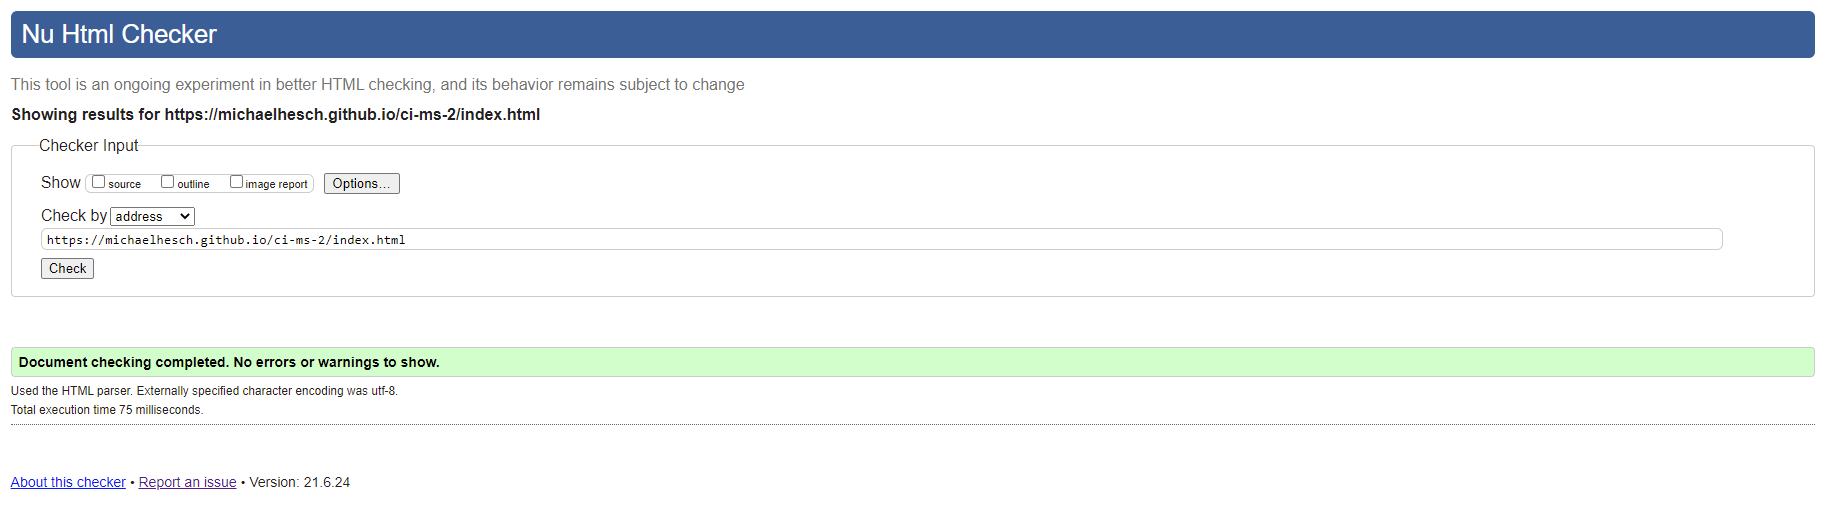 Nu Html Checker
This tool is an ongoing experiment in better HTML checking, and its behavior remains subject to change
Showing results for https://michaelhesch.github.io/ci-ms-2/index.html
Checker Input
Show source outline image report Options...
Check by address
https://michaelhesch.github.io/ci-ms-2/index.html
Check
Document checking completed. No errors or warnings to show.
Used the HTML parser. Externally specified character encoding was utf-8.
Total execution time 75 milliseconds.
About this checker • Report an issue • Version: 21.6.24